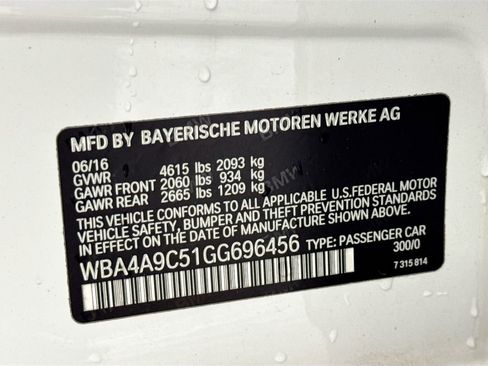 MFD BY BAYERISCHE MOTOREN WERKE AG
06/16
GVWR 4615 lbs 2093 kg
GAWR FRONT 2060 lbs 934 kg
GAWR REAR 2665 lbs 1209 kg
THIS VEHICLE CONFORMS TO ALL APPLICABLE U.S.FEDERAL MOTOR
VEHICLE SAFETY, BUMPER AND THEFT PREVENTION STANDARDS
IN EFFECT ON THE DATE OF MANUFACTURE SHOWN ABOVE.
WBA4A9C51GG696456 TYPE: PASSENGER CAR
300/0
7 315 814